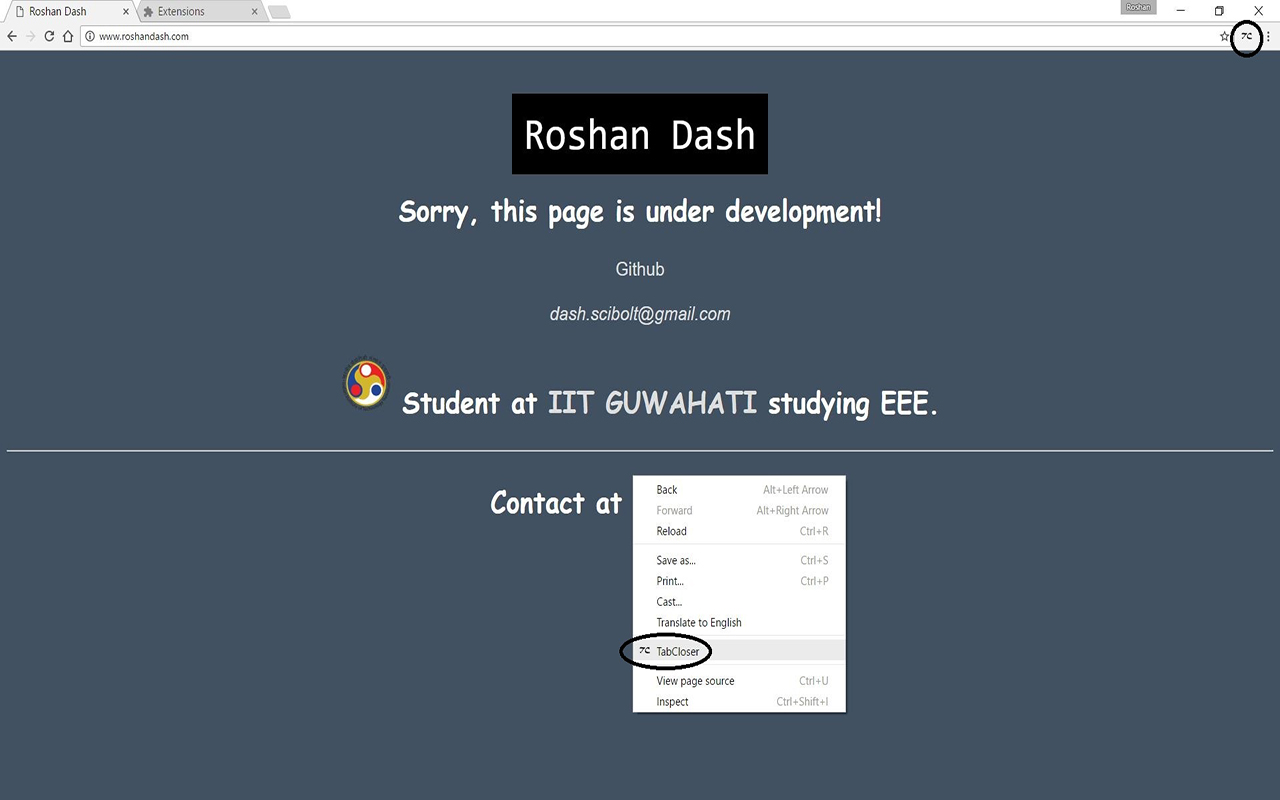 Roshan Dash
Extensions
Roshan
www.roshandash.com
7C
Roshan Dash
Sorry, this page is under development!
Github
dash.scibolt@gmail.com
Student at IIT GUWAHATI studying EEE.
Contact at
Back Alt+Left Arrow
Forward Alt+Right Arrow
Reload Ctrl+R
Save as... Ctrl+S
Print... Ctrl+P
Cast...
Translate to English
7C TabCloser
View page source Ctrl+U
Inspect Ctrl+Shift+I